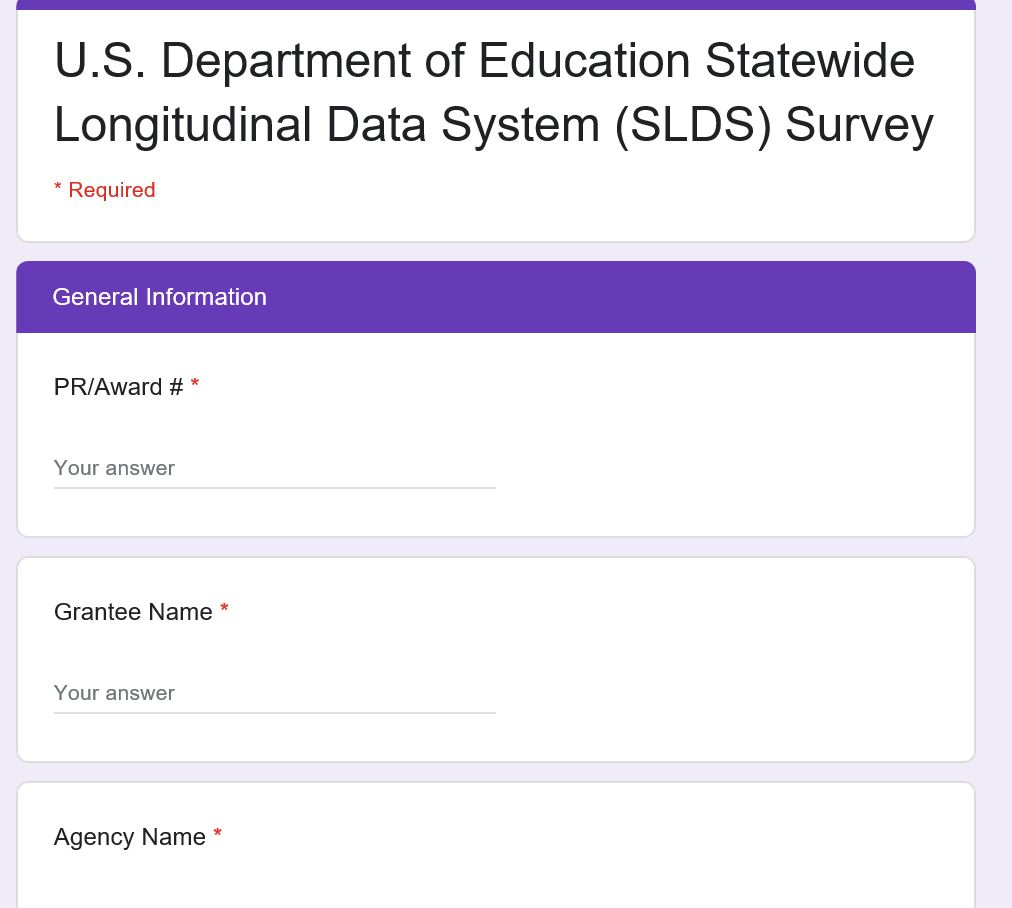 U.S. Department of Education Statewide
Longitudinal Data System (SLDS) Survey
* Required
General Information
PR/Award # *
Your answer
Grantee Name *
Your answer
Agency Name *